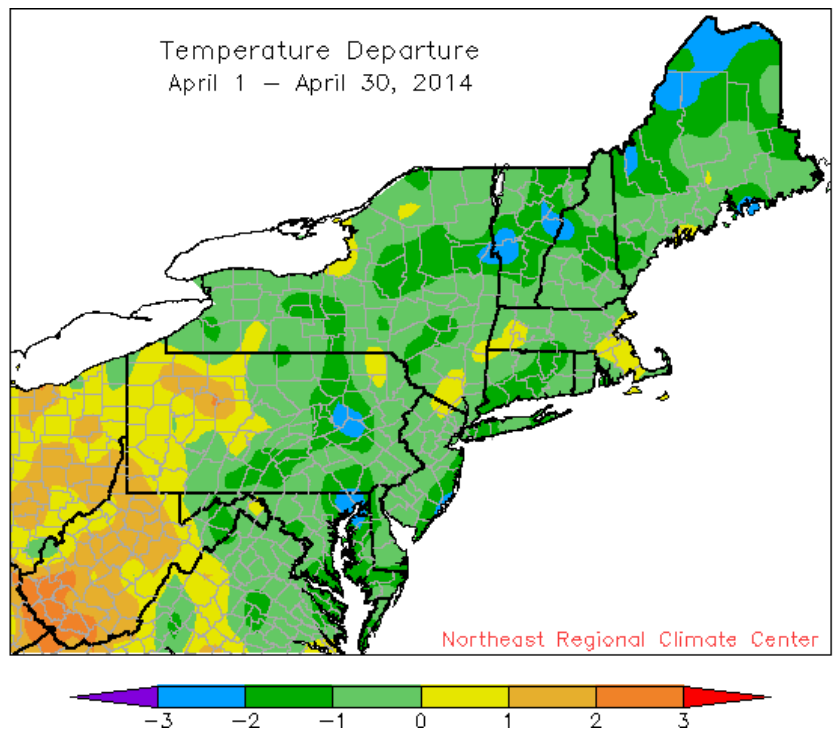 Temperature Departure
April 1 – April 30, 2014
Northeast Regional Climate Center
-3 -2 -1 0 1 2 3